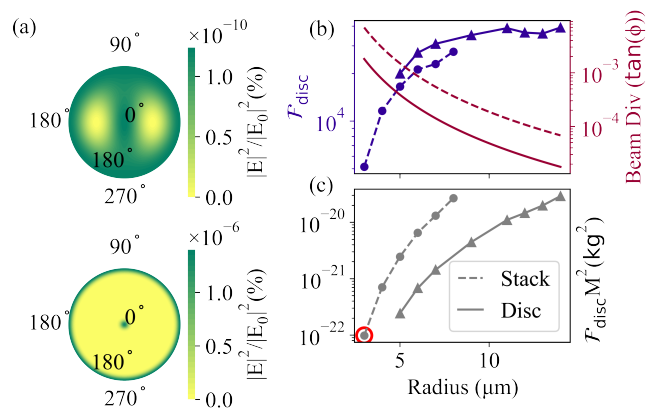 (a)
90°
180°
0°
180°
270°
×10⁻¹⁰
1.0
0.5
0.0
|E|²/|E₀|²(%)
90°
180°
0°
180°
270°
×10⁻⁶
1.0
0.5
0.0
|E|²/|E₀|²(%)
(b)
ℱdisc
10⁴
10⁻³
10⁻⁴
Beam Div (tan(ϕ))
(c)
10⁻²⁰
10⁻²¹
10⁻²²
Stack
Disc
ℱdiscM²(kg²)
5
10
Radius (μm)